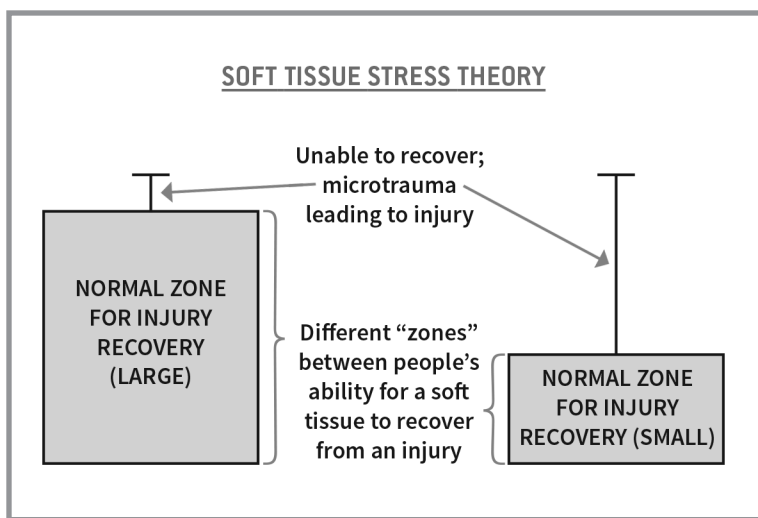 SOFT TISSUE STRESS THEORY
Unable to recover;
microtrauma
leading to injury
NORMAL ZONE
FOR INJURY
RECOVERY
(LARGE)
Different “zones”
between people’s
ability for a soft
tissue to recover
from an injury
NORMAL ZONE
FOR INJURY
RECOVERY (SMALL)